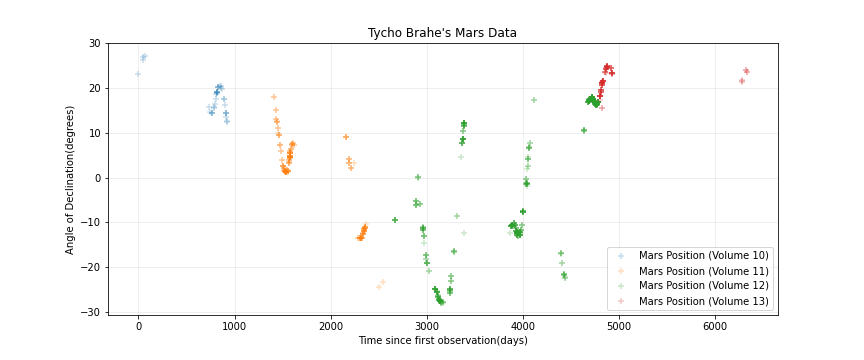 Tycho Brahe's Mars Data
Angle of Declination(degrees)
30
20
10
0
−10
−20
−30
0
1000
2000
3000
4000
5000
6000
Time since first observation(days)
Mars Position (Volume 10)
Mars Position (Volume 11)
Mars Position (Volume 12)
Mars Position (Volume 13)